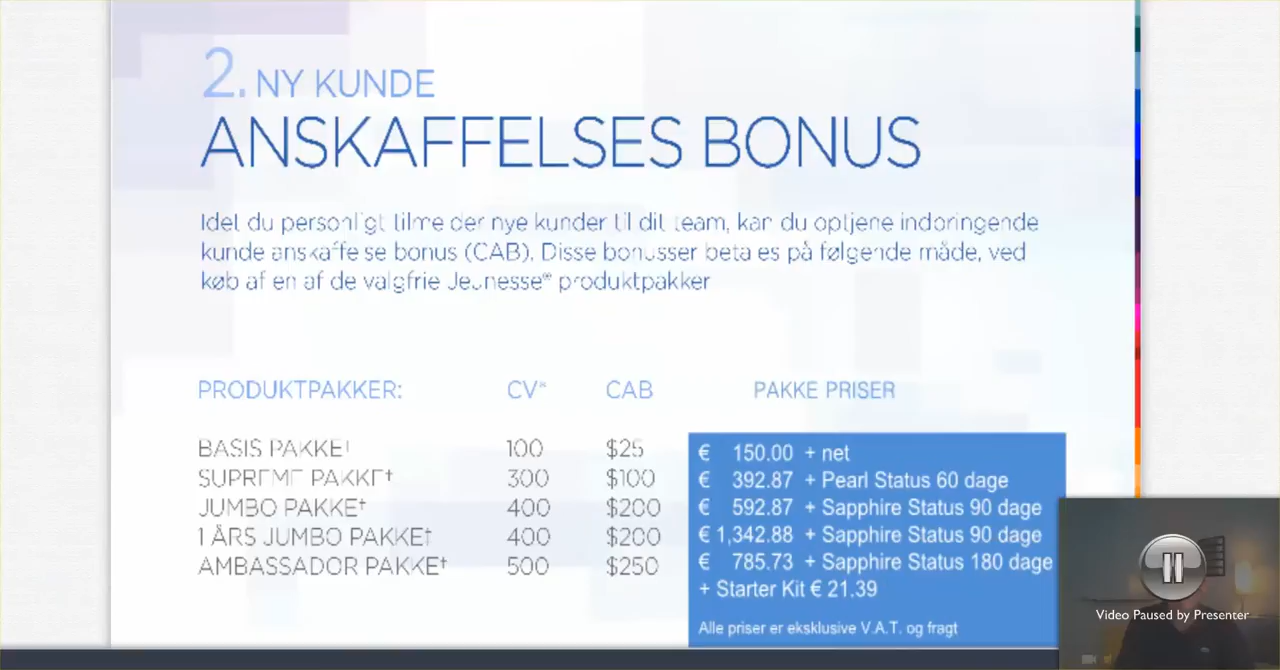 2. NY KUNDE
ANSKAFFELSES BONUS
Idet du personligt tilmelder nye kunder til dit team, kan du optjene indbringende
kunde anskaffelse bonus (CAB). Disse bonusser betales på følgende måde, ved
køb af en af de valgfrie Jeunesse® produktpakker
PRODUKTPAKKER: CV* CAB PAKKE PRISER
BASIS PAKKE† 100 $25 € 150.00 + net
SUPREME PAKKE† 300 $100 € 392.87 + Pearl Status 60 dage
JUMBO PAKKE† 400 $200 € 592.87 + Sapphire Status 90 dage
1 ÅRS JUMBO PAKKE† 400 $200 € 1,342.88 + Sapphire Status 90 dage
AMBASSADOR PAKKE† 500 $250 € 785.73 + Sapphire Status 180 dage
+ Starter Kit € 21.39
Alle priser er eksklusive V.A.T. og fragt
Video Paused by Presenter